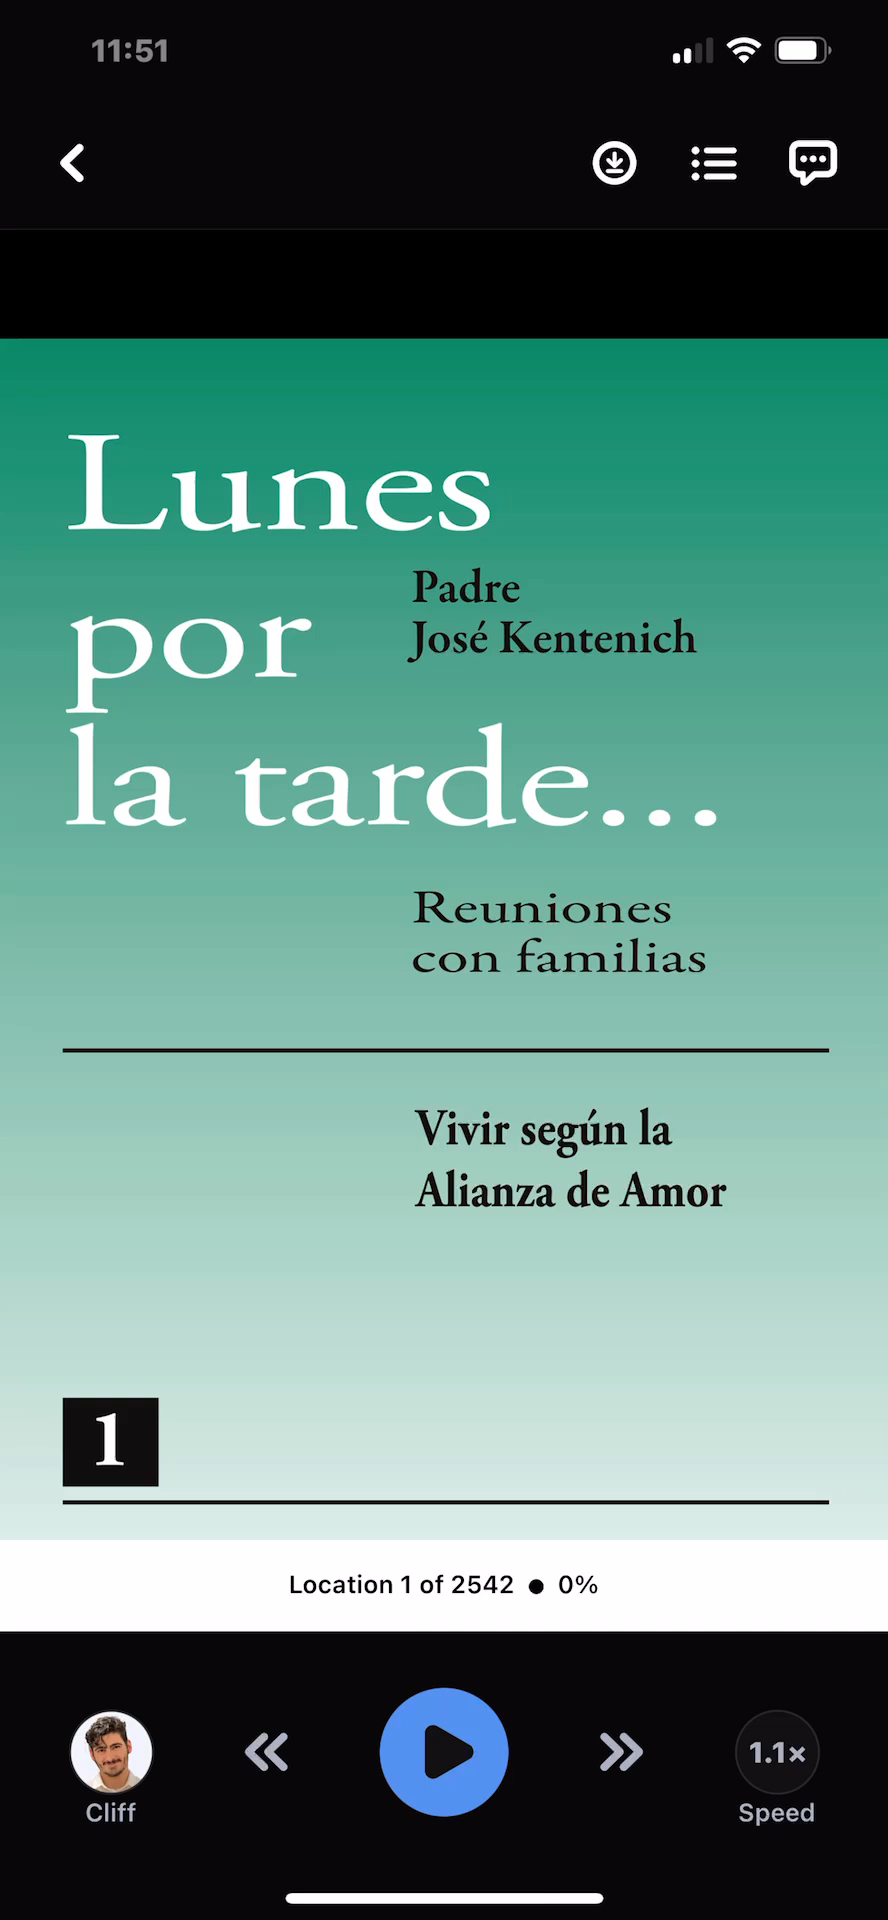 11:51
Lunes
Padre
José Kentenich
por
la tarde...
Reuniones
con familias
Vivir según la
Alianza de Amor
1
Location 1 of 2542 ● 0%
1.1×
Cliff
Speed